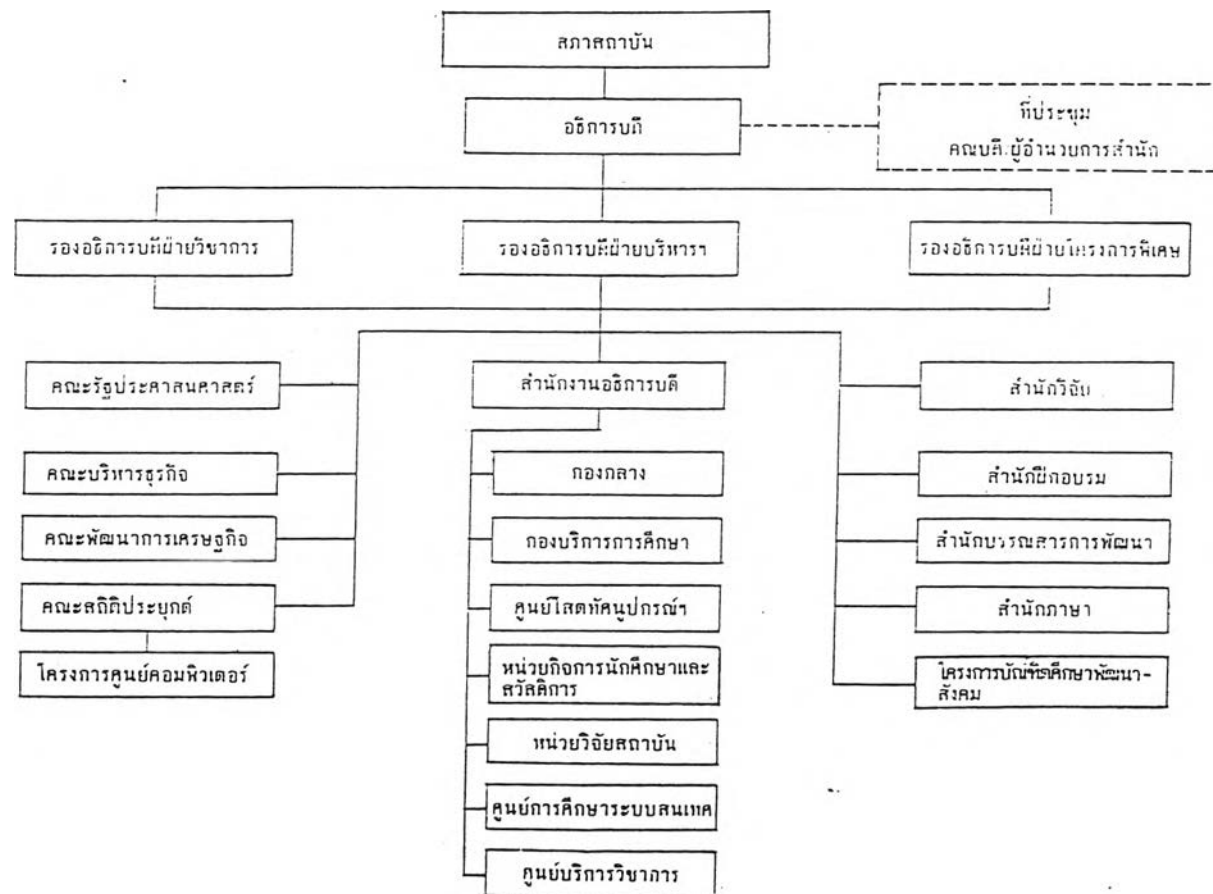 สภาสถาบัน
อธิการบดี
ที่ประชุม
คณบดี/ผู้อำนวยการสำนัก
รองอธิการบดีฝ่ายวิชาการ
รองอธิการบดีฝ่ายบริหารฯ
รองอธิการบดีฝ่ายโครงการพิเศษ
คณะรัฐประศาสนศาสตร์
คณะบริหารธุรกิจ
คณะพัฒนาการเศรษฐกิจ
คณะสถิติประยุกต์
โครงการศูนย์คอมพิวเตอร์
สำนักงานอธิการบดี
กองกลาง
กองบริการการศึกษา
ศูนย์โสตทัศนูปกรณ์ฯ
หน่วยกิจการนักศึกษาและ
สวัสดิการ
หน่วยวิจัยสถาบัน
ศูนย์การศึกษาระบบสนเทศ
ศูนย์บริการวิชาการ
สำนักวิจัย
สำนักฝึกอบรม
สำนักบรรณสารการพัฒนา
สำนักภาษา
โครงการบัณฑิตศึกษาพัฒนา-
สังคม